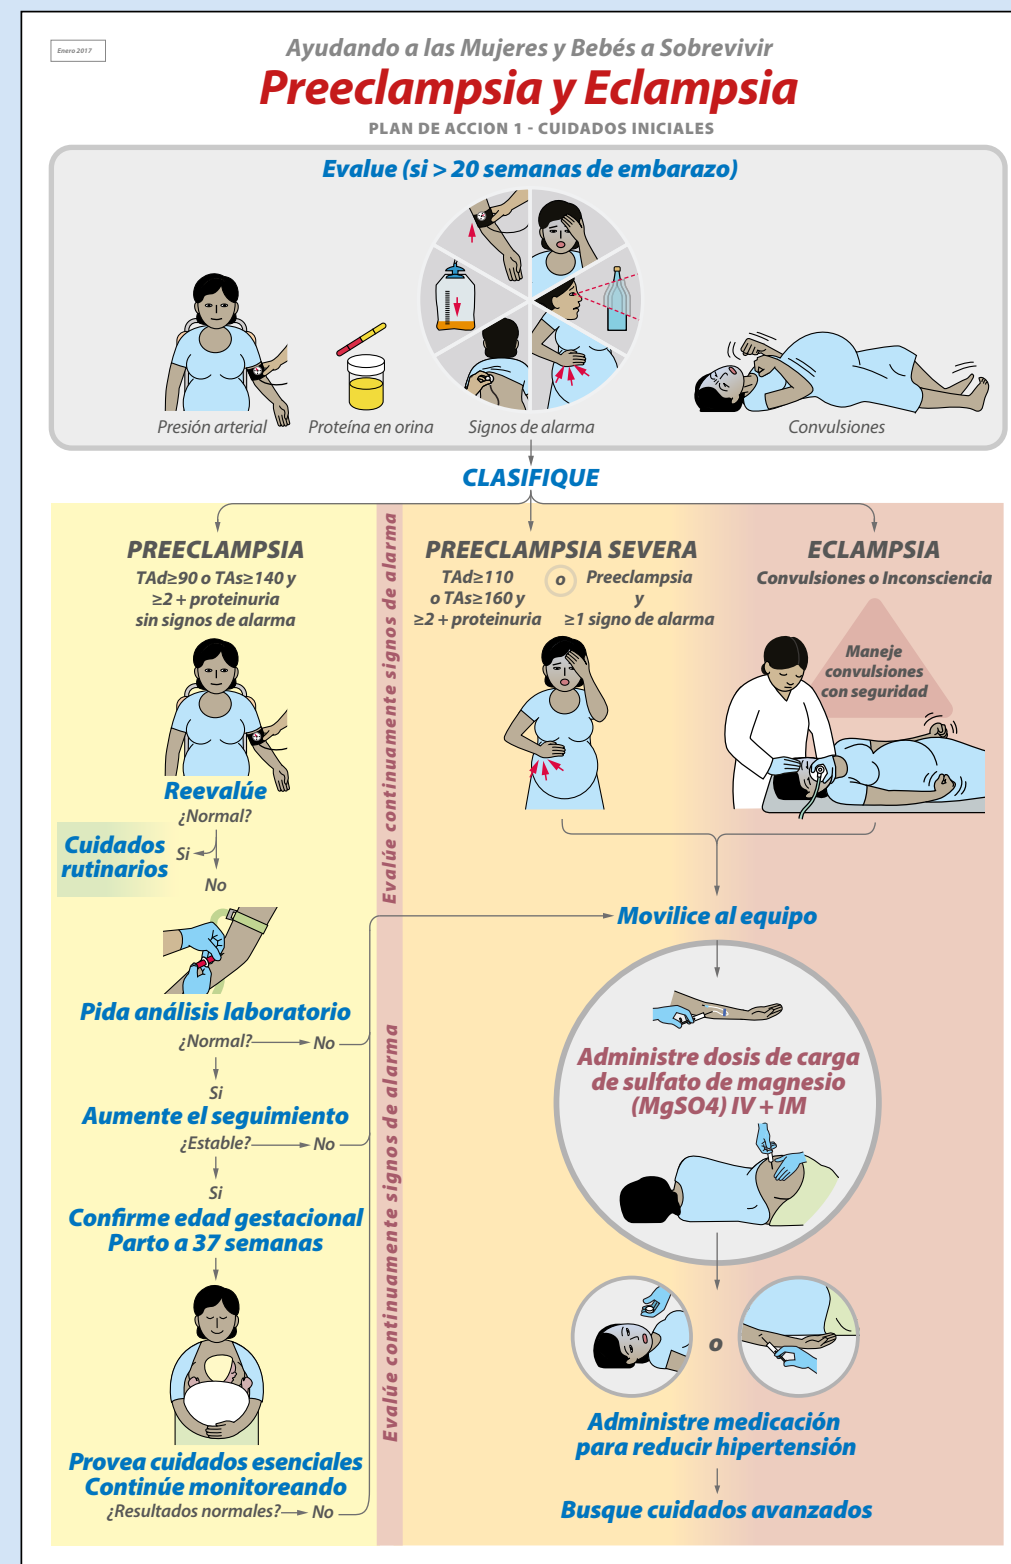 Enero 2017
Ayudando a las Mujeres y Bebés a Sobrevivir
Preeclampsia y Eclampsia
PLAN DE ACCION 1 - CUIDADOS INICIALES
Evalue (si > 20 semanas de embarazo)
Presión arterial
Proteína en orina
Signos de alarma
Convulsiones
CLASIFIQUE
PREECLAMPSIA
TAd≥90 o TAs≥140 y
≥2 + proteinuria
sin signos de alarma
Reevalúe
¿Normal?
Si
Cuidados
rutinarios
No
Pida análisis laboratorio
¿Normal?
No
Si
Aumente el seguimiento
¿Estable?
No
Si
Confirme edad gestacional
Parto a 37 semanas
Provea cuidados esenciales
Continúe monitoreando
¿Resultados normales?
No
Evalúe continuamente signos de alarma
Evalúe continuamente signos de alarma
PREECLAMPSIA SEVERA
TAd≥110
o TAs≥160 y
≥2 + proteinuria
o
Preeclampsia
y
≥1 signo de alarma
ECLAMPSIA
Convulsiones o Inconsciencia
Maneje
convulsiones
con seguridad
Movilice al equipo
Administre dosis de carga
de sulfato de magnesio
(MgSO4) IV + IM
o
Administre medicación
para reducir hipertensión
Busque cuidados avanzados